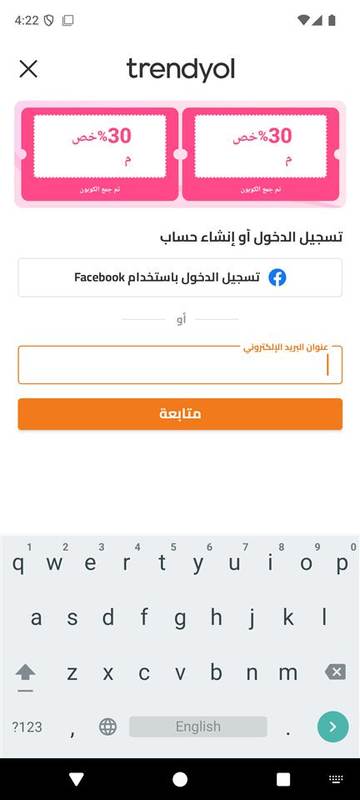 4:22
trendyol
30%خص
م
تم جمع الكوبون
30%خص
م
تم جمع الكوبون
تسجيل الدخول أو إنشاء حساب
تسجيل الدخول باستخدام Facebook
أو
عنوان البريد الإلكتروني
متابعة
1 2 3 4 5 6 7 8 9 0
q w e r t y u i o p
a s d f g h j k l
z x c v b n m
?123 , English .